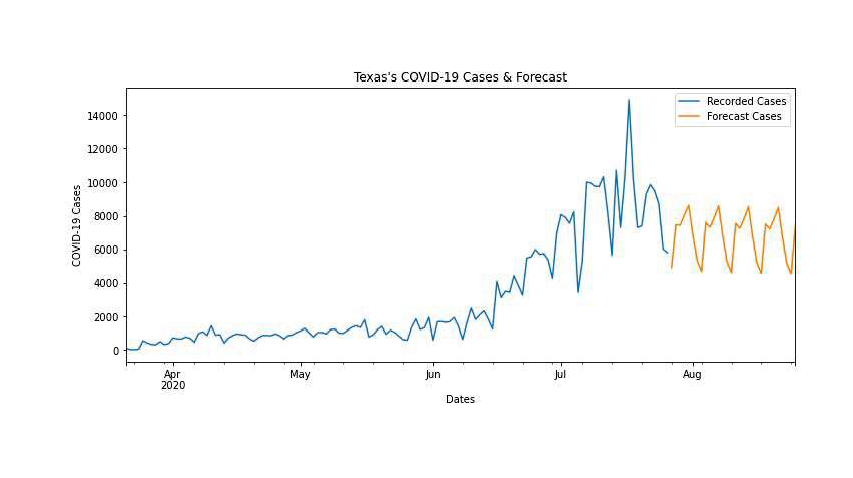 Texas's COVID-19 Cases & Forecast
Recorded Cases
Forecast Cases
14000
12000
10000
8000
6000
4000
2000
0
COVID-19 Cases
Apr
2020
May
Jun
Jul
Aug
Dates